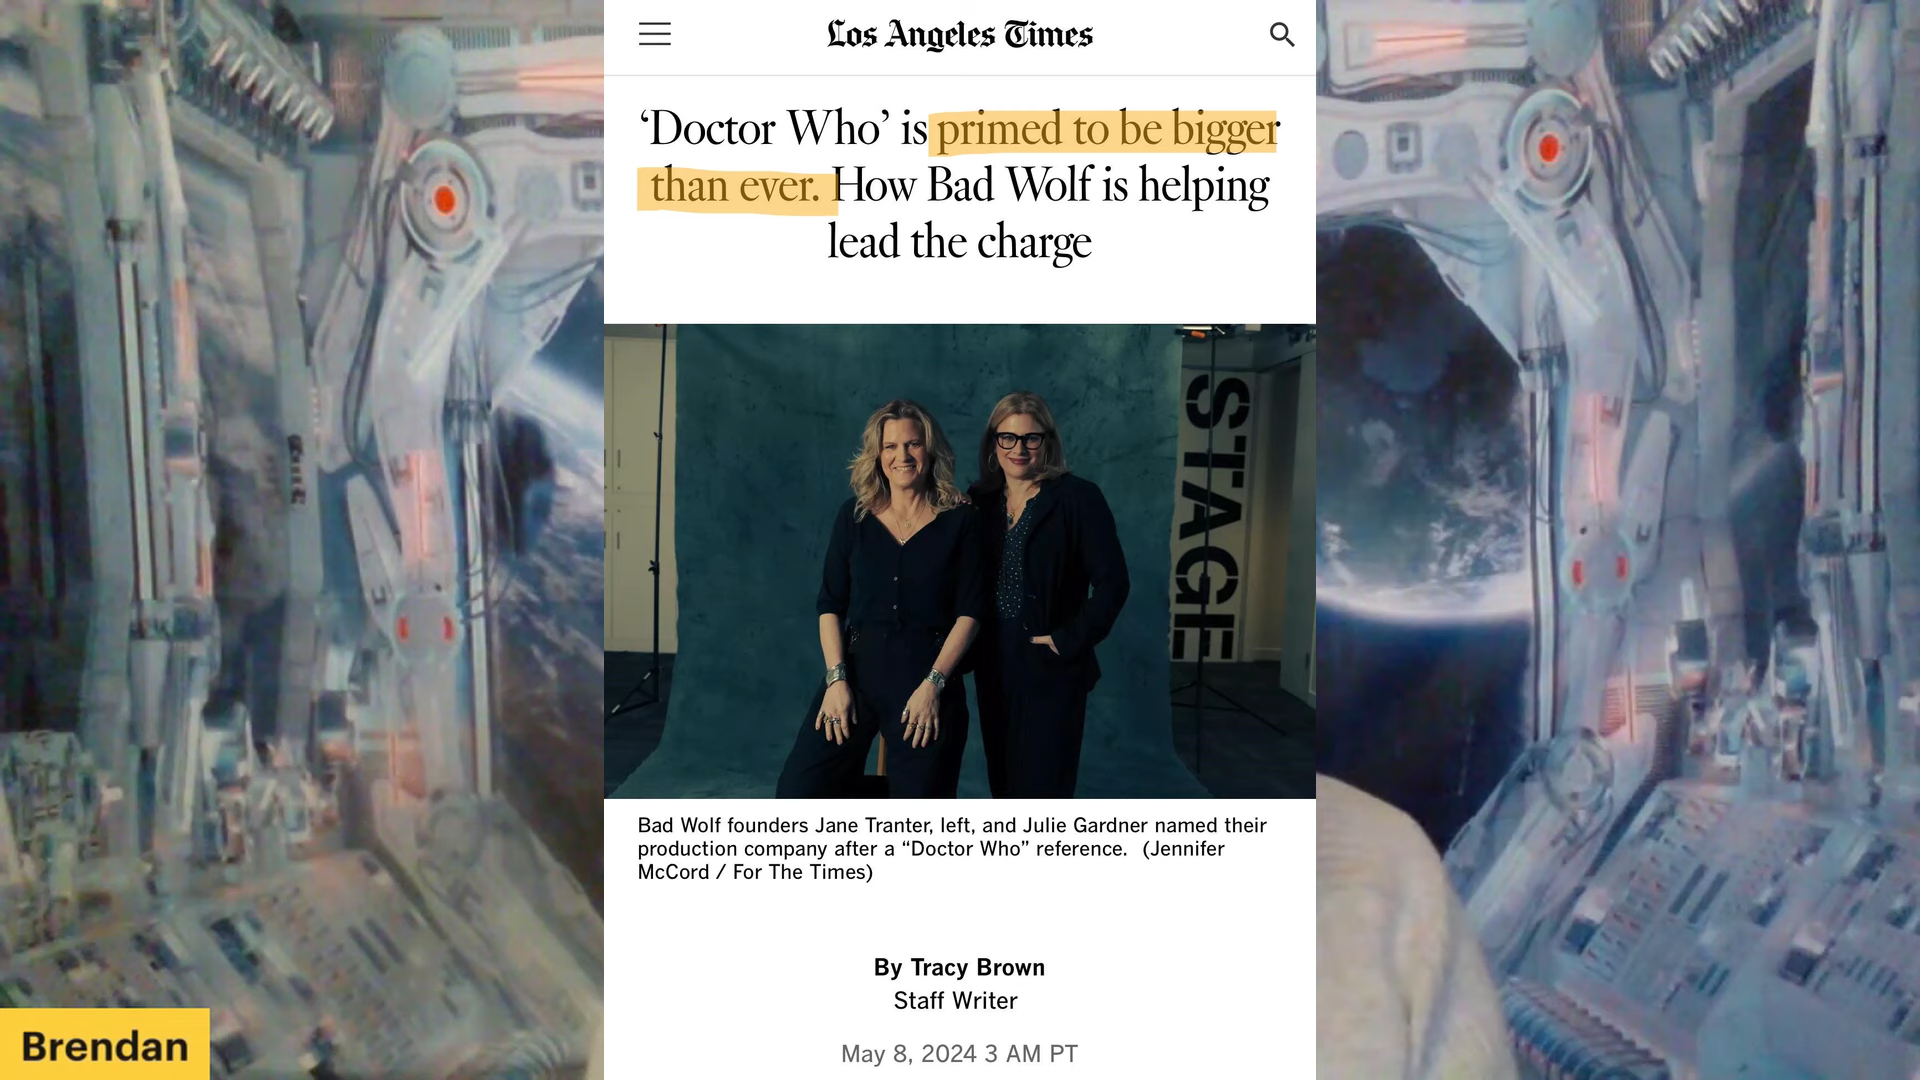 Los Angeles Times
‘Doctor Who’ is primed to be bigger
than ever. How Bad Wolf is helping
lead the charge
STAGE
Bad Wolf founders Jane Tranter, left, and Julie Gardner named their
production company after a “Doctor Who” reference.  (Jennifer
McCord / For The Times)
By Tracy Brown
Staff Writer
May 8, 2024 3 AM PT
Brendan